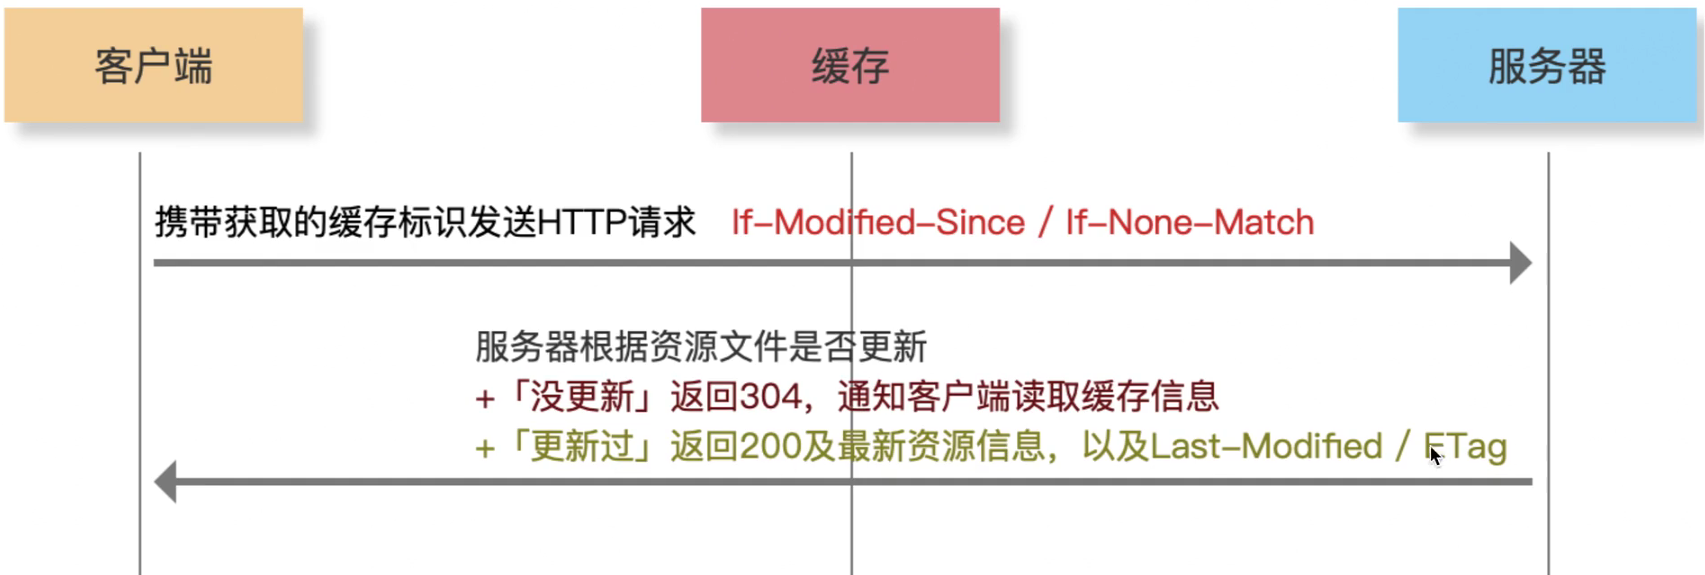 客户端
缓存
服务器
携带获取的缓存标识发送HTTP请求 If-Modified-Since / If-None-Match
服务器根据资源文件是否更新
+「没更新」返回304，通知客户端读取缓存信息
+「更新过」返回200及最新资源信息，以及Last-Modified / ETag